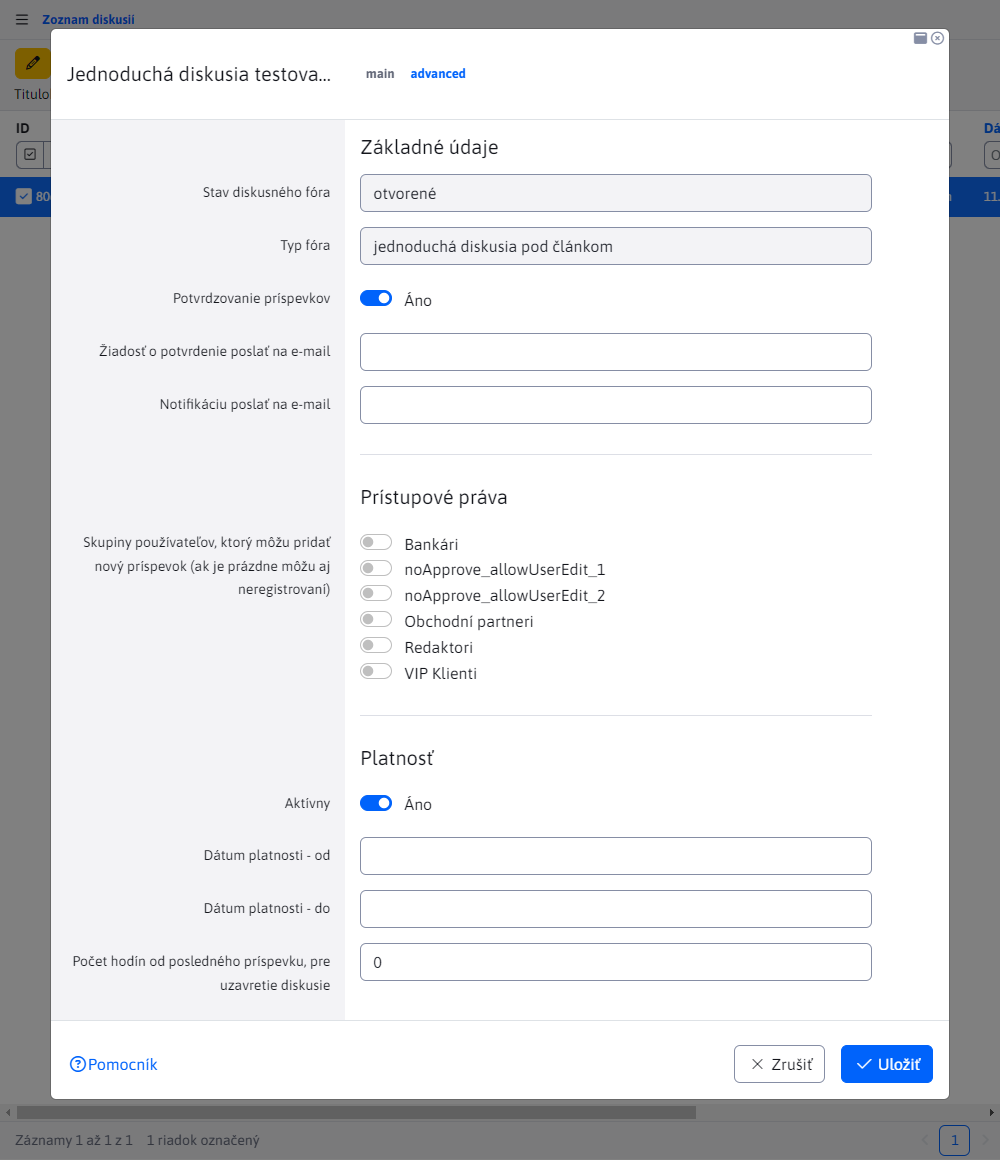 Zoznam diskusii
Jednoduchá diskusia testova...
main advanced
Titulo
ID
Dá
80
11.
Základné údaje
Stav diskusného fóra
otvorené
Typ fóra
jednoduchá diskusia pod článkom
Potvrdzovanie príspevkov
Áno
Žiadosť o potvrdenie poslať na e-mail
Notifikáciu poslať na e-mail
Prístupové práva
Skupiny používateľov, ktorý môžu pridať
nový príspevok (ak je prázdne môžu aj
neregistrovaní)
Bankári
noApprove_allowUserEdit_1
noApprove_allowUserEdit_2
Obchodní partneri
Redaktori
VIP Klienti
Platnosť
Aktívny
Áno
Dátum platnosti - od
Dátum platnosti - do
Počet hodín od posledného príspevku, pre
uzavretie diskusie
0
Pomocník
Zrušiť
Uložiť
Záznamy 1 až 1 z 1 1 riadok označený
1